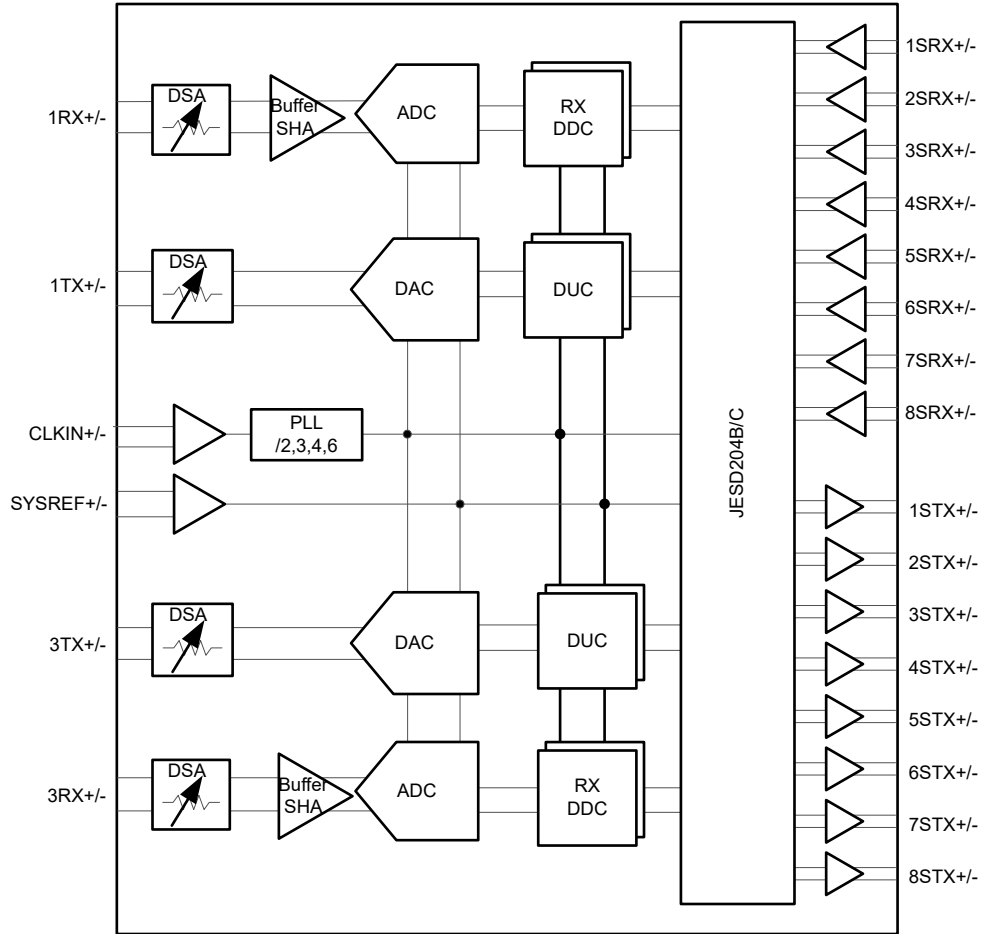 1RX+/-
DSA
Buffer
SHA
ADC
RX
DDC
1TX+/-
DSA
DAC
DUC
CLKIN+/-
PLL
/2,3,4,6
SYSREF+/-
3TX+/-
DSA
DAC
DUC
3RX+/-
DSA
Buffer
SHA
ADC
RX
DDC
JESD204B/C
1SRX+/-
2SRX+/-
3SRX+/-
4SRX+/-
5SRX+/-
6SRX+/-
7SRX+/-
8SRX+/-
1STX+/-
2STX+/-
3STX+/-
4STX+/-
5STX+/-
6STX+/-
7STX+/-
8STX+/-